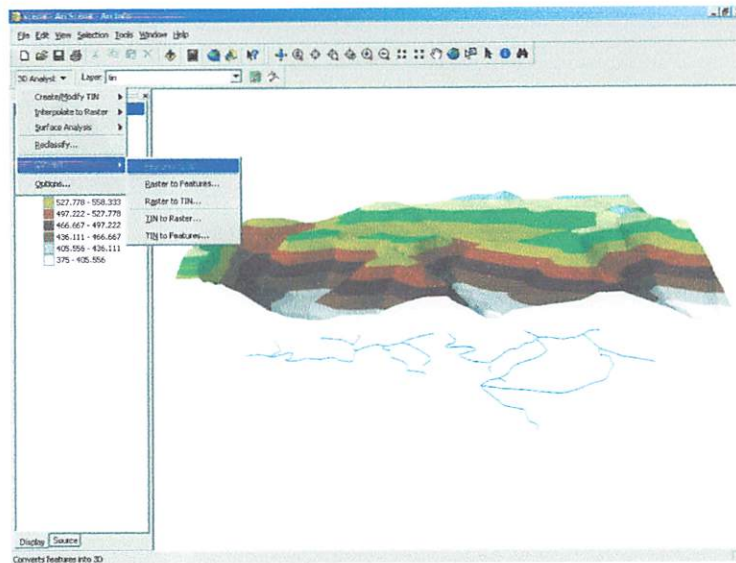 File Edit View Selection Tools Window Help
3D Analyst Layer: tin
Create/Modify TIN
Interpolate to Raster
Surface Analysis
Reclassify...
Options...
Raster to Features...
Raster to TIN...
TIN to Raster...
TIN to Features...
527.778 - 558.333
497.222 - 527.778
466.667 - 497.222
436.111 - 466.667
405.556 - 436.111
375 - 405.556
Display Source
Converts features into 3D